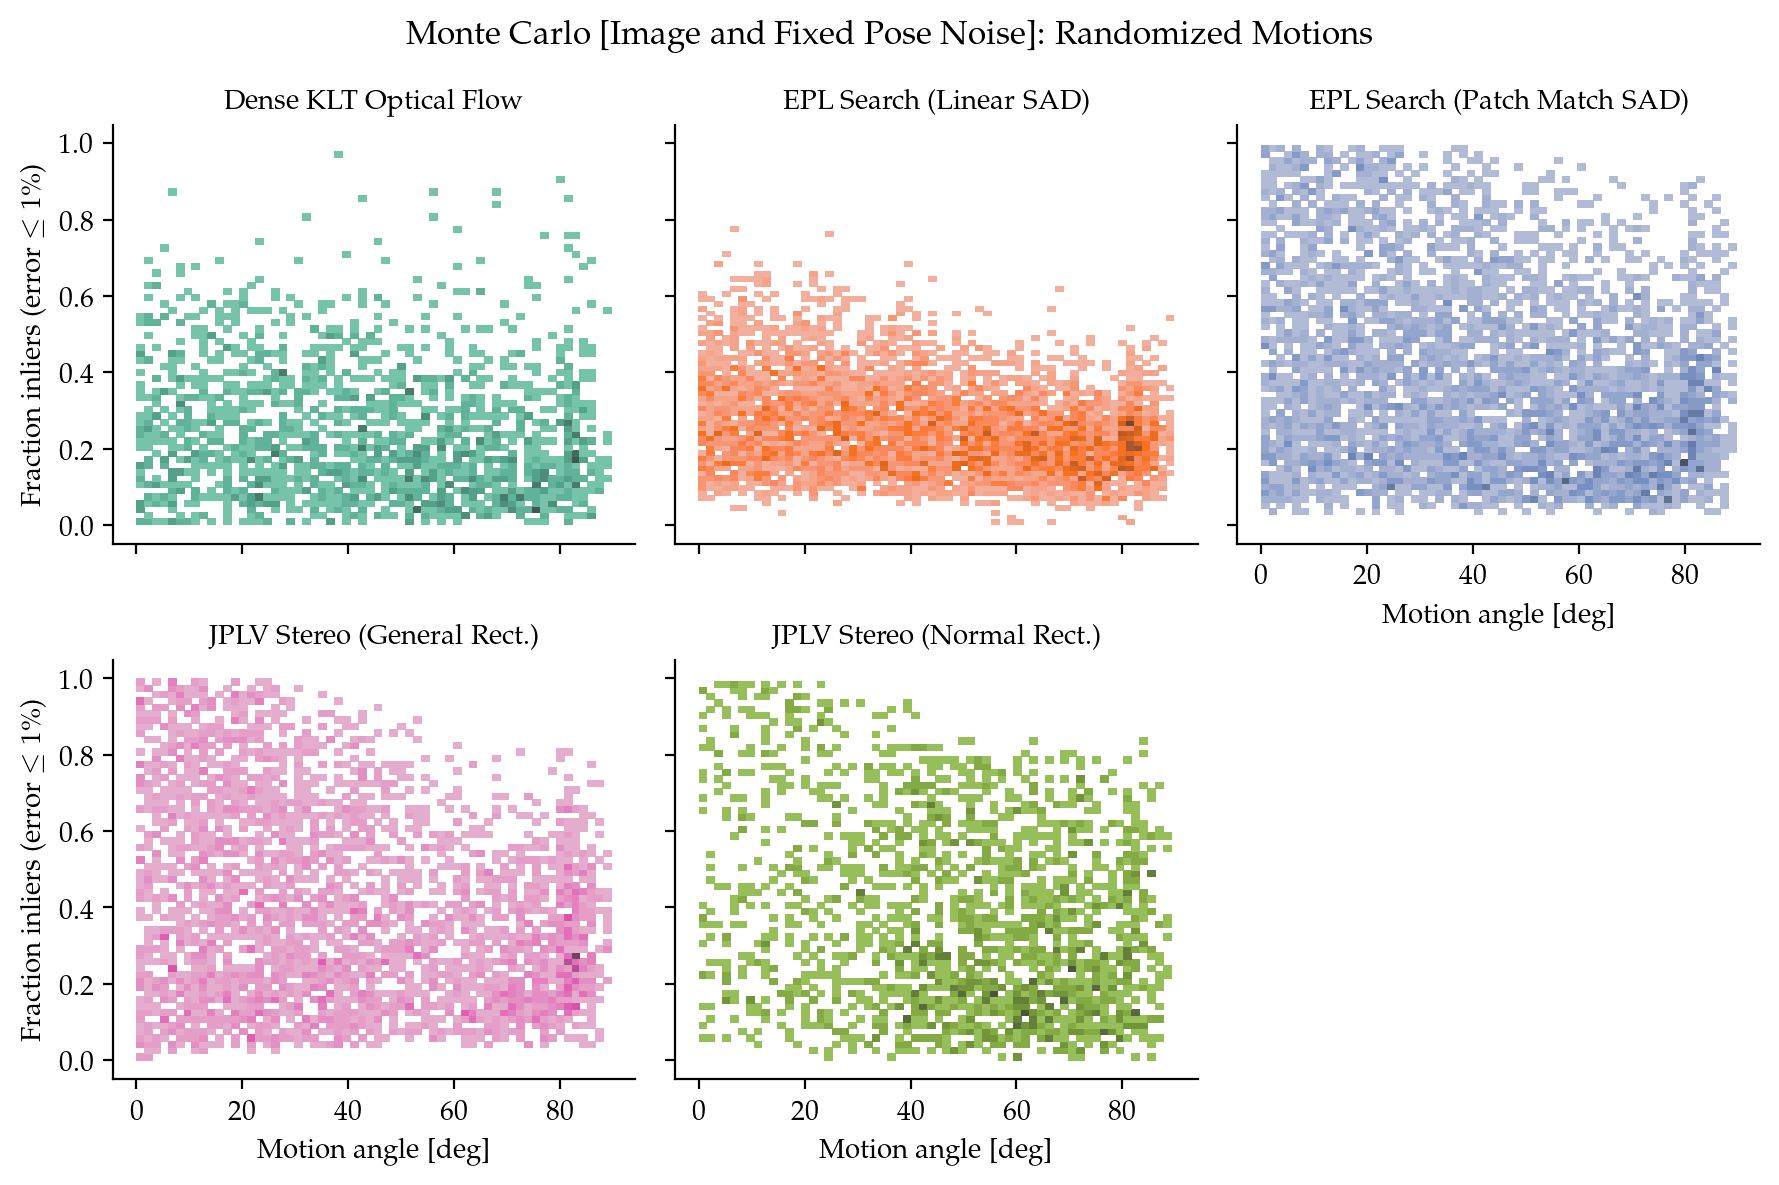 Monte Carlo [Image and Fixed Pose Noise]: Randomized Motions
Dense KLT Optical Flow
EPL Search (Linear SAD)
EPL Search (Patch Match SAD)
Fraction inliers (error ≤ 1%)
1.0
0.8
0.6
0.4
0.2
0.0
0 20 40 60 80
Motion angle [deg]
JPLV Stereo (General Rect.)
JPLV Stereo (Normal Rect.)
Fraction inliers (error ≤ 1%)
1.0
0.8
0.6
0.4
0.2
0.0
0 20 40 60 80
0 20 40 60 80
Motion angle [deg]
Motion angle [deg]